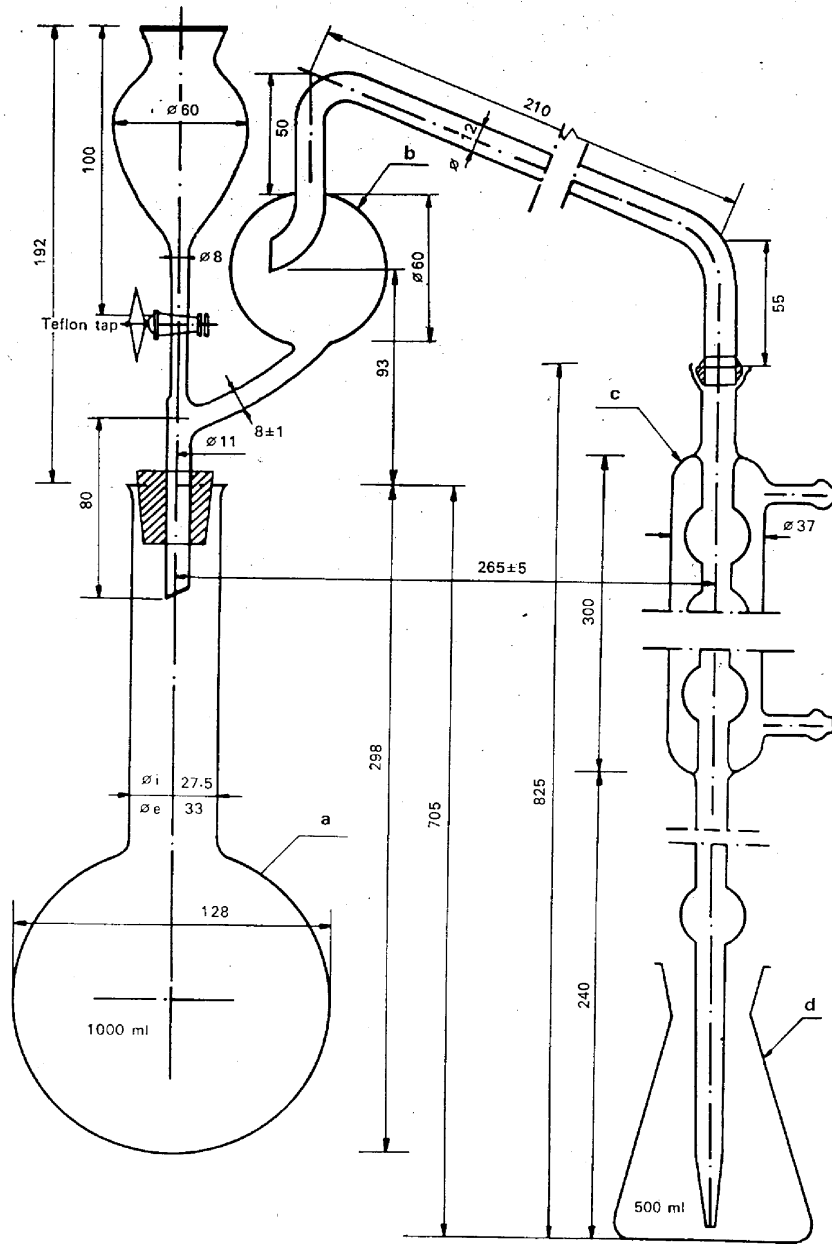 210
50
Ø 12
b
Ø 60
100
192
Ø 8
Ø 60
55
Teflon tap
93
c
8±1
Ø 11
80
Ø 37
265±5
300
298
705
825
Ø i 27.5
Ø e 33
a
128
240
d
1000 ml
500 ml